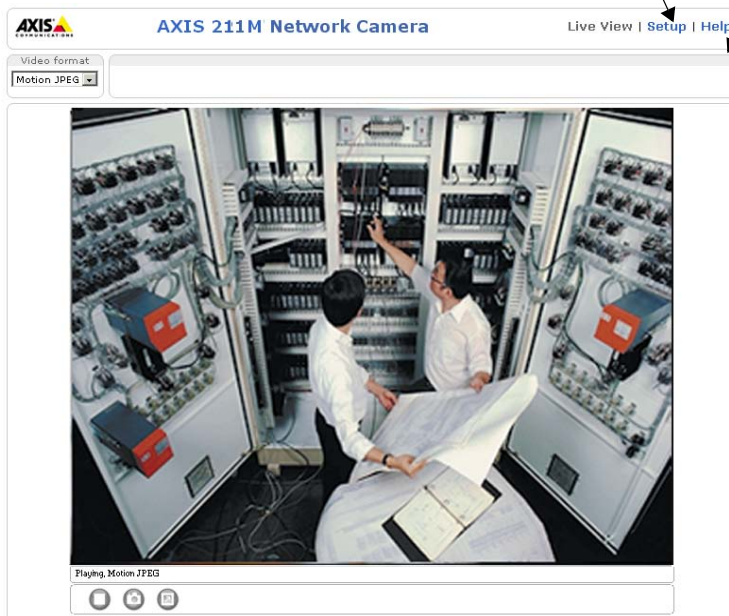 AXIS
COMMUNICATIONS
AXIS 211M Network Camera
Live View | Setup | Help
Video format
Motion JPEG
Playing, Motion JPEG